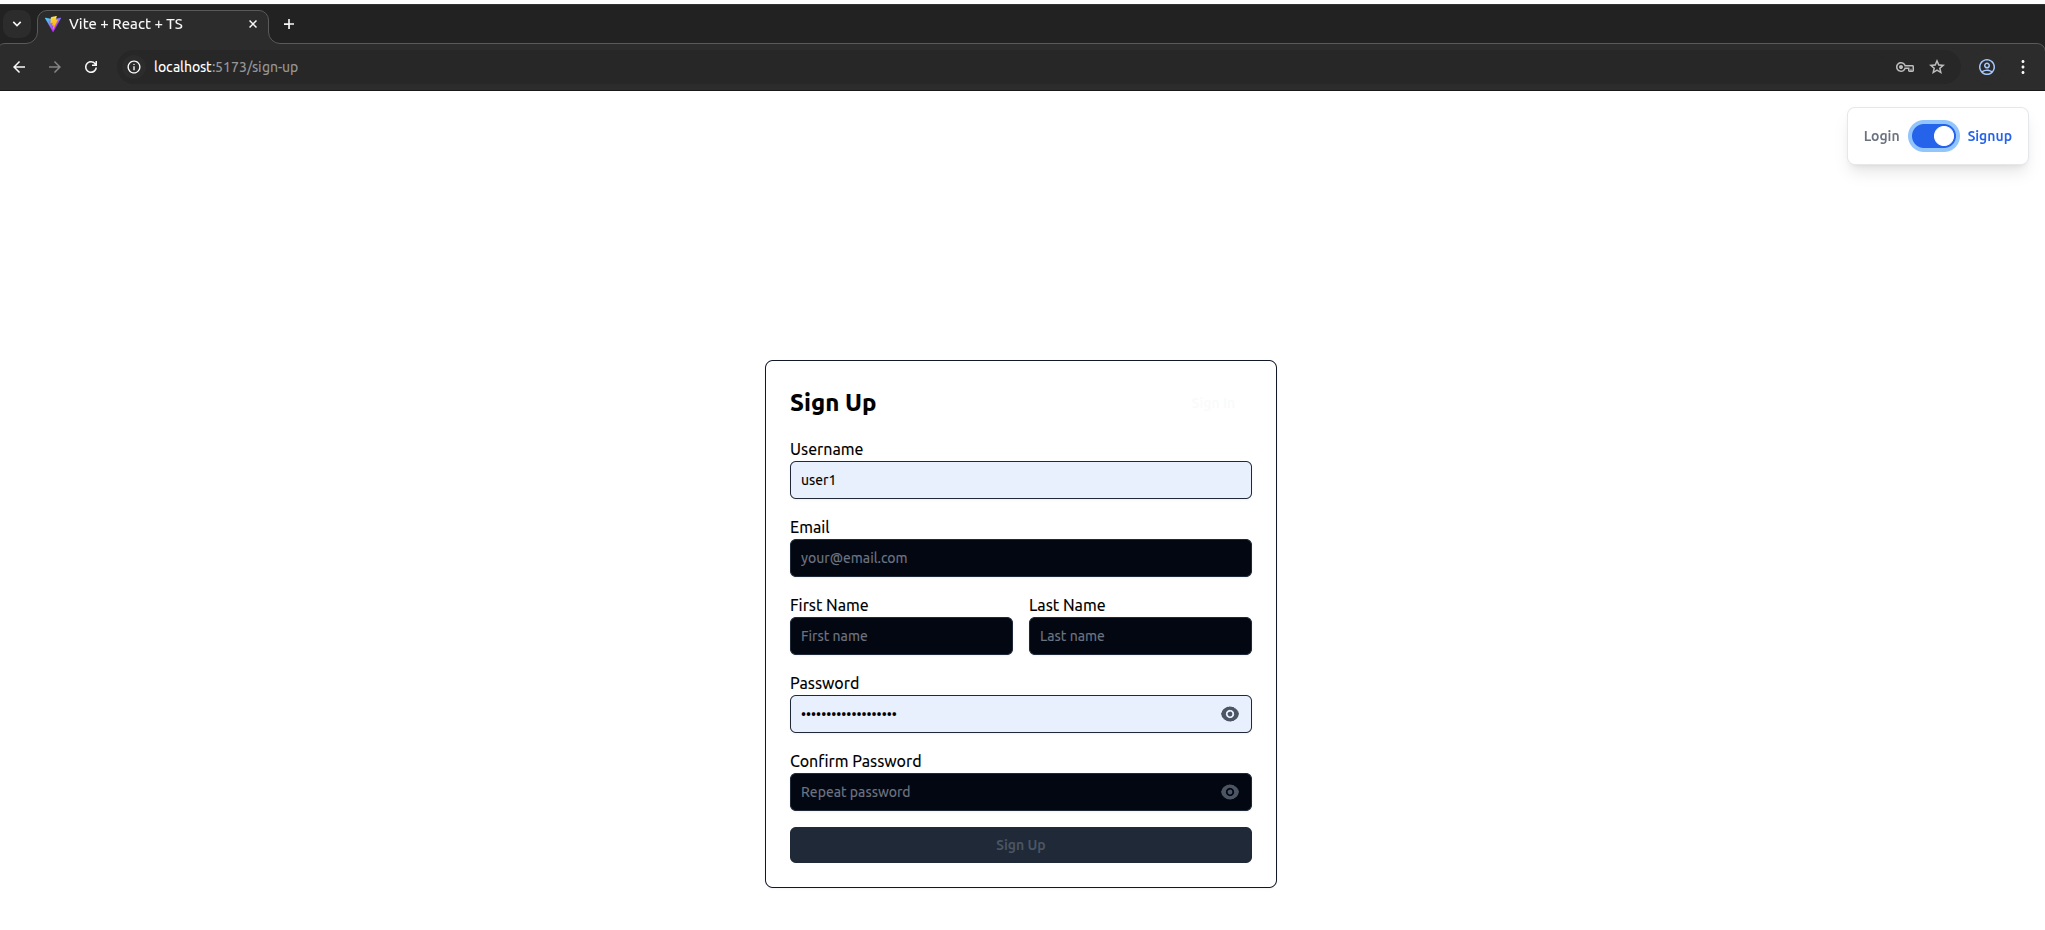 Vite + React + TS
localhost:5173/sign-up
Login Signup
Sign Up Sign In
Username
user1
Email
your@email.com
First Name Last Name
First name Last name
Password
•••••••••••••••••••
Confirm Password
Repeat password
Sign Up